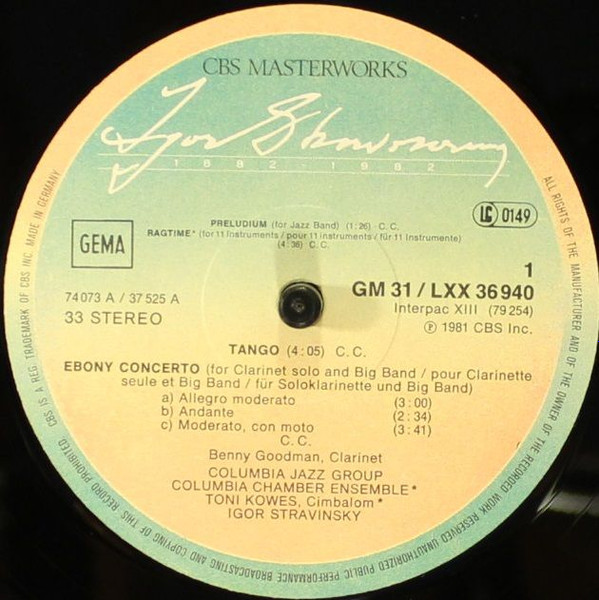 CBS MASTERWORKS
Igor Stravinsky
1882-1982
PRELUDIUM (for Jazz Band) (1:26) C.C.
LC 0149
RAGTIME* (for 11 Instruments / pour 11 instruments / für 11 Instrumente)
(4:36) C.C.
GEMA
1
74 073 A / 37 525 A
GM 31 / LXX 36 940
33 STEREO
Interpac XIII (79 254)
℗ 1981 CBS Inc.
TANGO (4:05) C.C.
EBONY CONCERTO (for Clarinet solo and Big Band / pour Clarinette
seule et Big Band / für Soloklarinette und Big Band)
a) Allegro moderato (3:00)
b) Andante (2:34)
c) Moderato, con moto (3:41)
C.C.
Benny Goodman, Clarinet
COLUMBIA JAZZ GROUP
COLUMBIA CHAMBER ENSEMBLE*
TONI KOWES, Cimbalom*
IGOR STRAVINSKY
ALL RIGHTS OF THE MANUFACTURER AND OF THE OWNER OF THE RECORDED WORK RESERVED UNAUTHORIZED PUBLIC PERFORMANCE BROADCASTING AND COPYING OF THIS RECORD PROHIBITED. CBS IS A REG. TRADEMARK OF CBS INC. MADE IN GERMANY